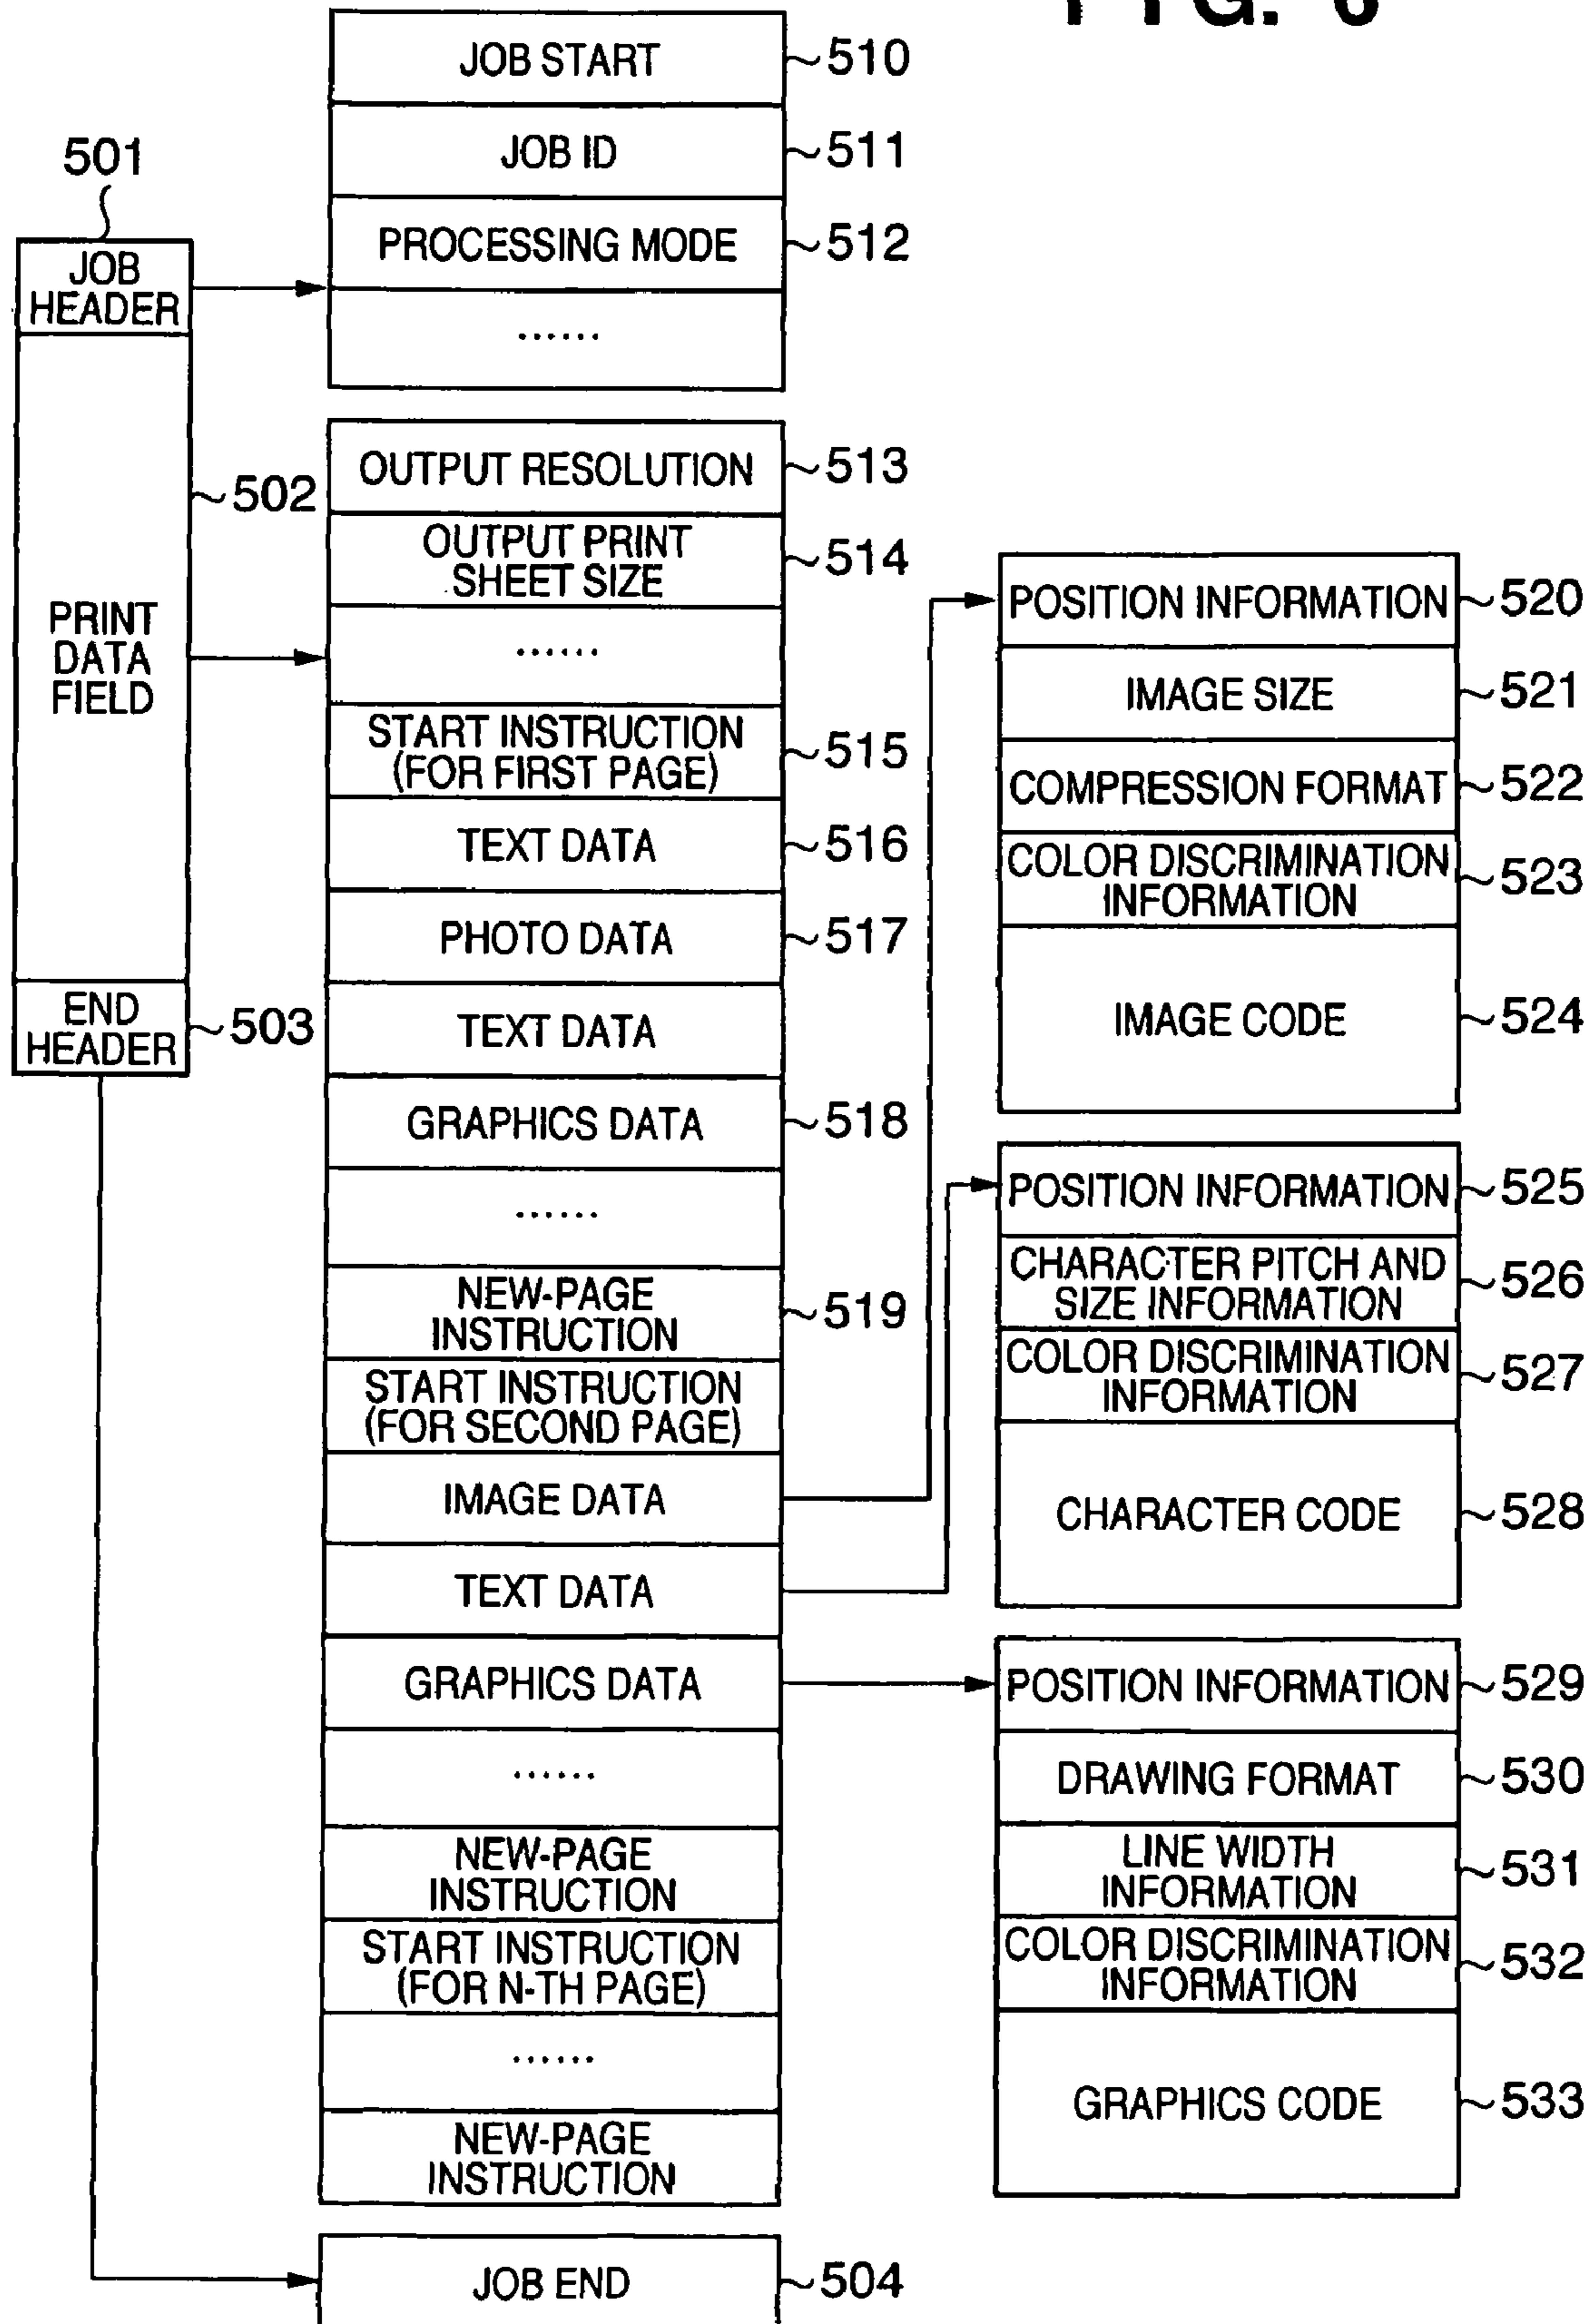 FIG. 6
JOB START
510
JOB ID
511
PROCESSING MODE
512
......
501
JOB
HEADER
PRINT
DATA
FIELD
502
END
HEADER
503
OUTPUT RESOLUTION
513
OUTPUT PRINT
SHEET SIZE
514
......
START INSTRUCTION
(FOR FIRST PAGE)
515
TEXT DATA
516
PHOTO DATA
517
TEXT DATA
GRAPHICS DATA
518
......
NEW-PAGE
INSTRUCTION
519
START INSTRUCTION
(FOR SECOND PAGE)
IMAGE DATA
TEXT DATA
GRAPHICS DATA
......
NEW-PAGE
INSTRUCTION
START INSTRUCTION
(FOR N-TH PAGE)
......
NEW-PAGE
INSTRUCTION
JOB END
504
POSITION INFORMATION
520
IMAGE SIZE
521
COMPRESSION FORMAT
522
COLOR DISCRIMINATION
INFORMATION
523
IMAGE CODE
524
POSITION INFORMATION
525
CHARACTER PITCH AND
SIZE INFORMATION
526
COLOR DISCRIMINATION
INFORMATION
527
CHARACTER CODE
528
POSITION INFORMATION
529
DRAWING FORMAT
530
LINE WIDTH
INFORMATION
531
COLOR DISCRIMINATION
INFORMATION
532
GRAPHICS CODE
533